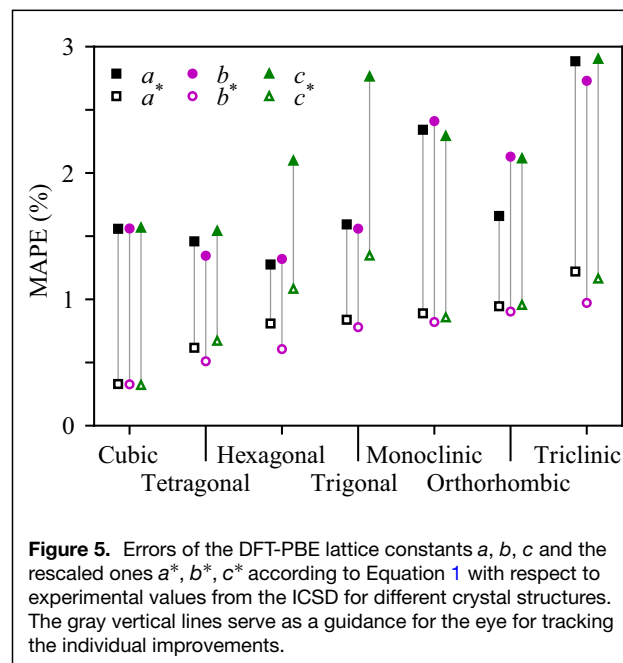 3
■ a ● b ▲ c
□ a* ○ b* △ c*
2
MAPE (%)
1
0
Cubic Hexagonal Monoclinic Triclinic
Tetragonal Trigonal Orthorhombic
Figure 5. Errors of the DFT-PBE lattice constants a, b, c and the
rescaled ones a*, b*, c* according to Equation 1 with respect to
experimental values from the ICSD for different crystal structures.
The gray vertical lines serve as a guidance for the eye for tracking
the individual improvements.